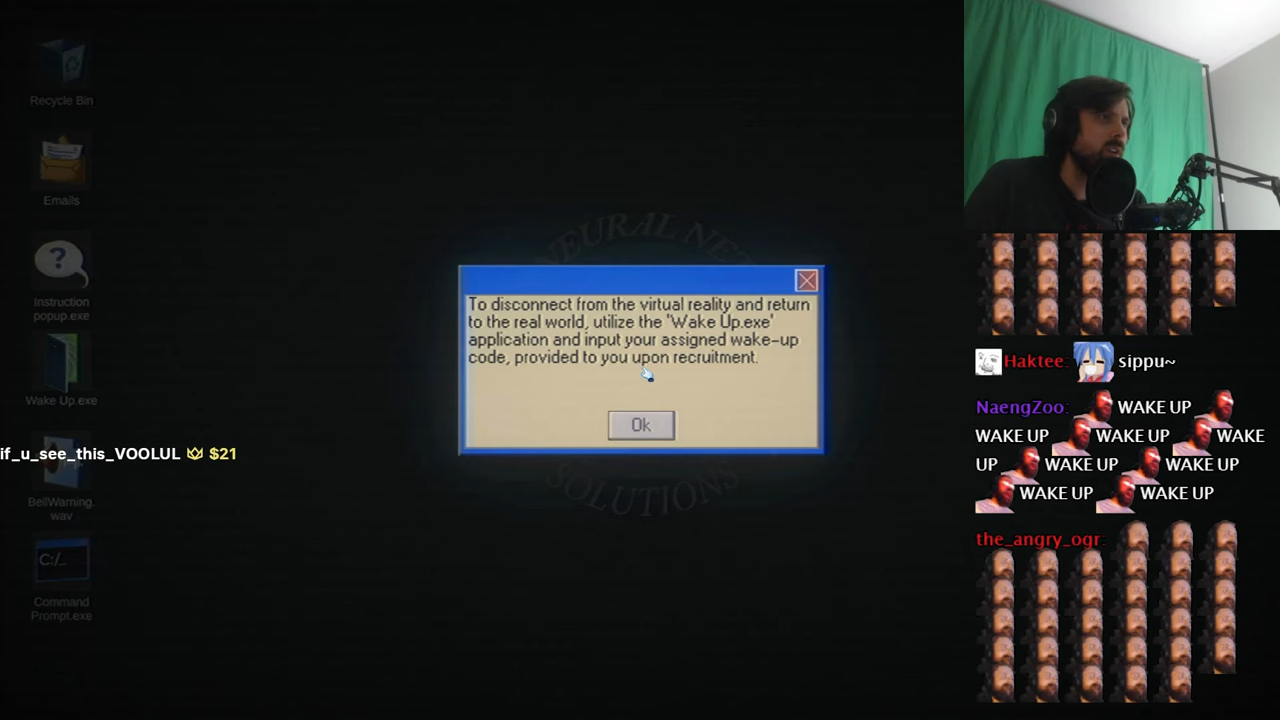 Recycle Bin
Emails
?
Instruction
popup.exe
Wake Up.exe
BellWarning.
wav
C:/..
Command
Prompt.exe
if_u_see_this_VOOLUL $21
NEURAL NET
SOLUTIONS
To disconnect from the virtual reality and return
to the real world, utilize the 'Wake Up.exe'
application and input your assigned wake-up
code, provided to you upon recruitment.
Ok
Haktee: sippu~
NaengZoo: WAKE UP
WAKE UP WAKE UP WAKE
UP WAKE UP WAKE UP
WAKE UP WAKE UP
the_angry_ogr: